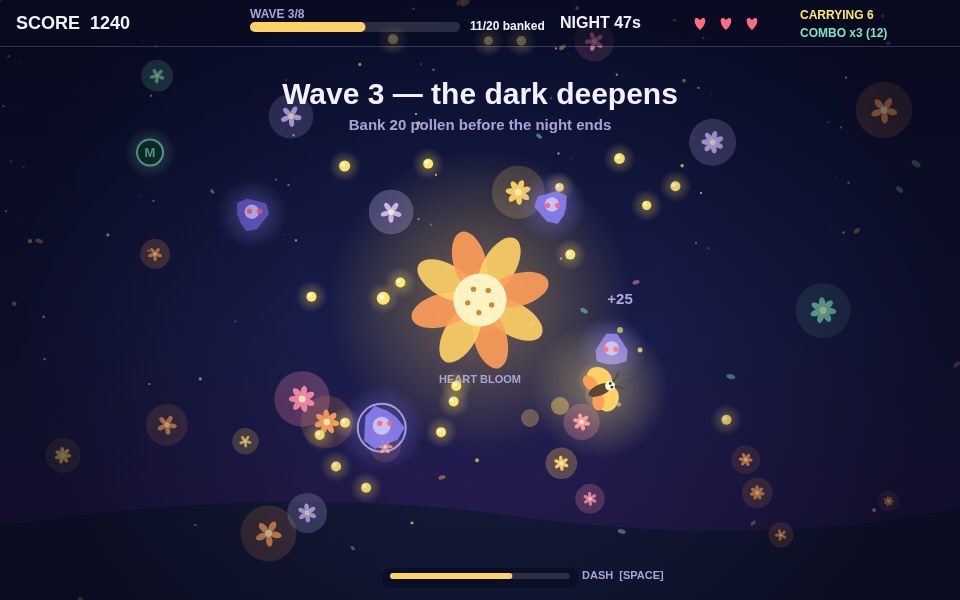 SCORE 1240
WAVE 3/8
11/20 banked
NIGHT 47s
CARRYING 6
COMBO x3 (12)
Wave 3 — the dark deepens
Bank 20 pollen before the night ends
M
+25
HEART BLOOM
DASH [SPACE]